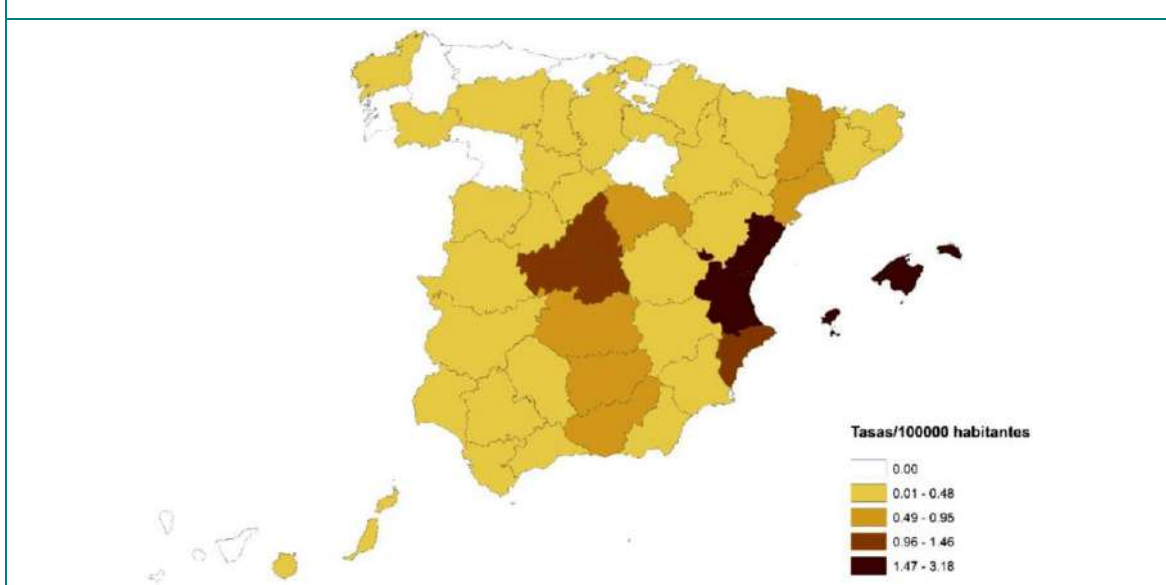 Tasas/100000 habitantes
0.00
0.01 - 0.48
0.49 - 0.95
0.96 - 1.46
1.47 - 3.18